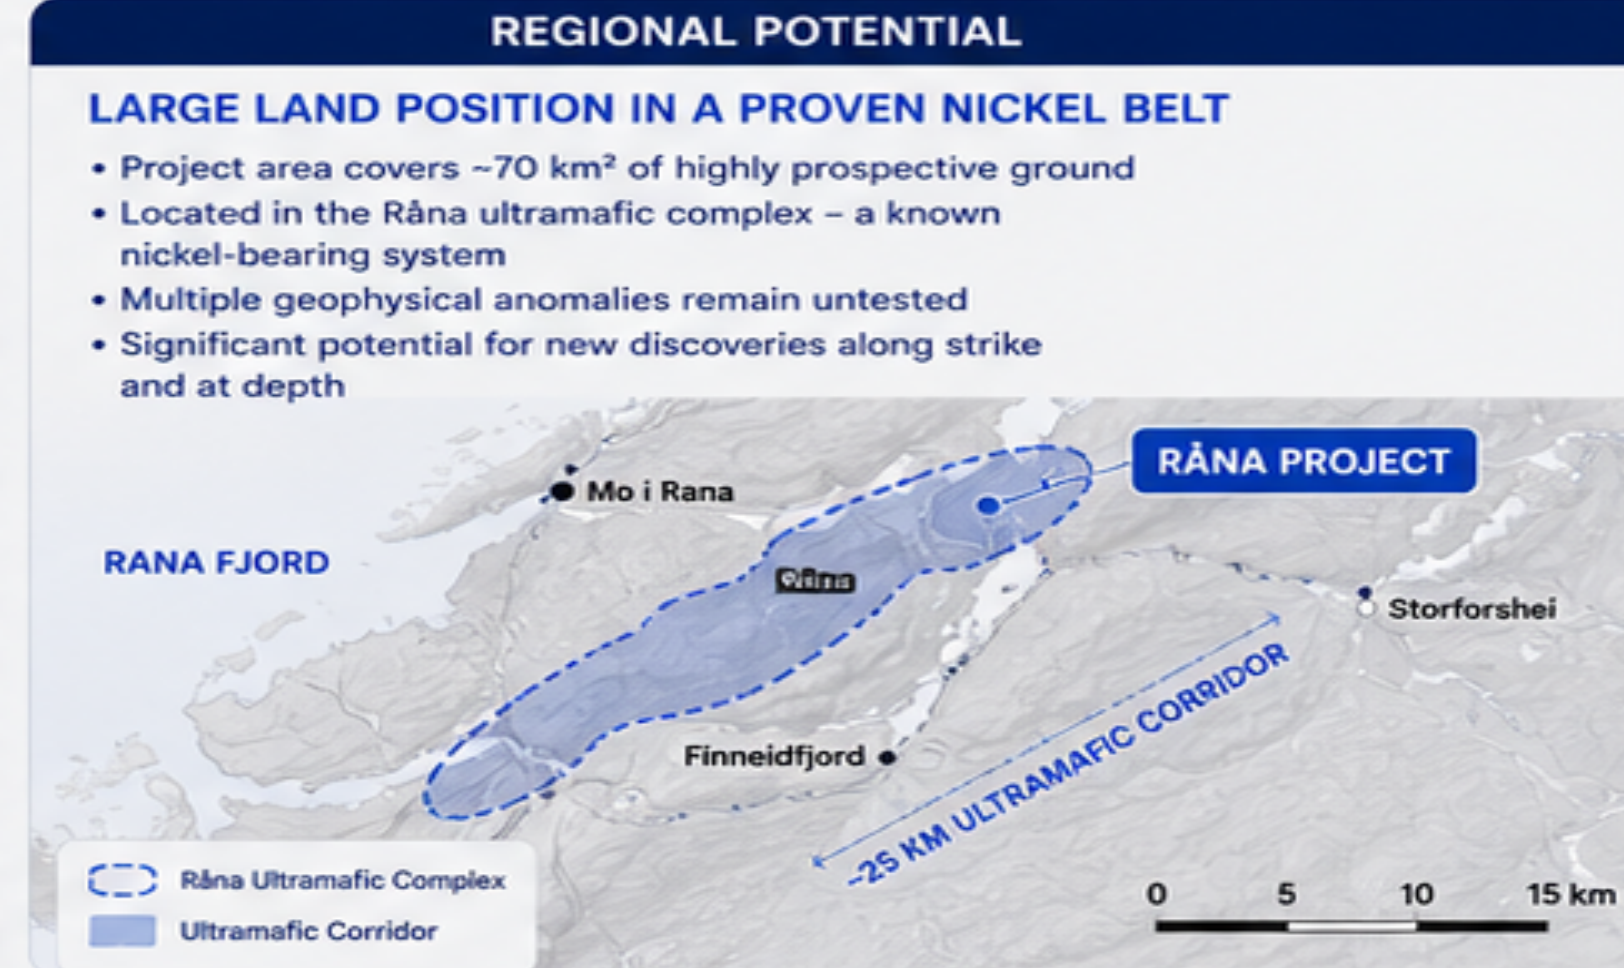 REGIONAL POTENTIAL
LARGE LAND POSITION IN A PROVEN NICKEL BELT
• Project area covers ~70 km² of highly prospective ground
• Located in the Råna ultramafic complex – a known
nickel-bearing system
• Multiple geophysical anomalies remain untested
• Significant potential for new discoveries along strike
and at depth
RÅNA PROJECT
Mo i Rana
RANA FJORD
Storforshei
Finneidfjord
~25 KM ULTRAMAFIC CORRIDOR
Råna Ultramafic Complex
Ultramafic Corridor
0 5 10 15 km